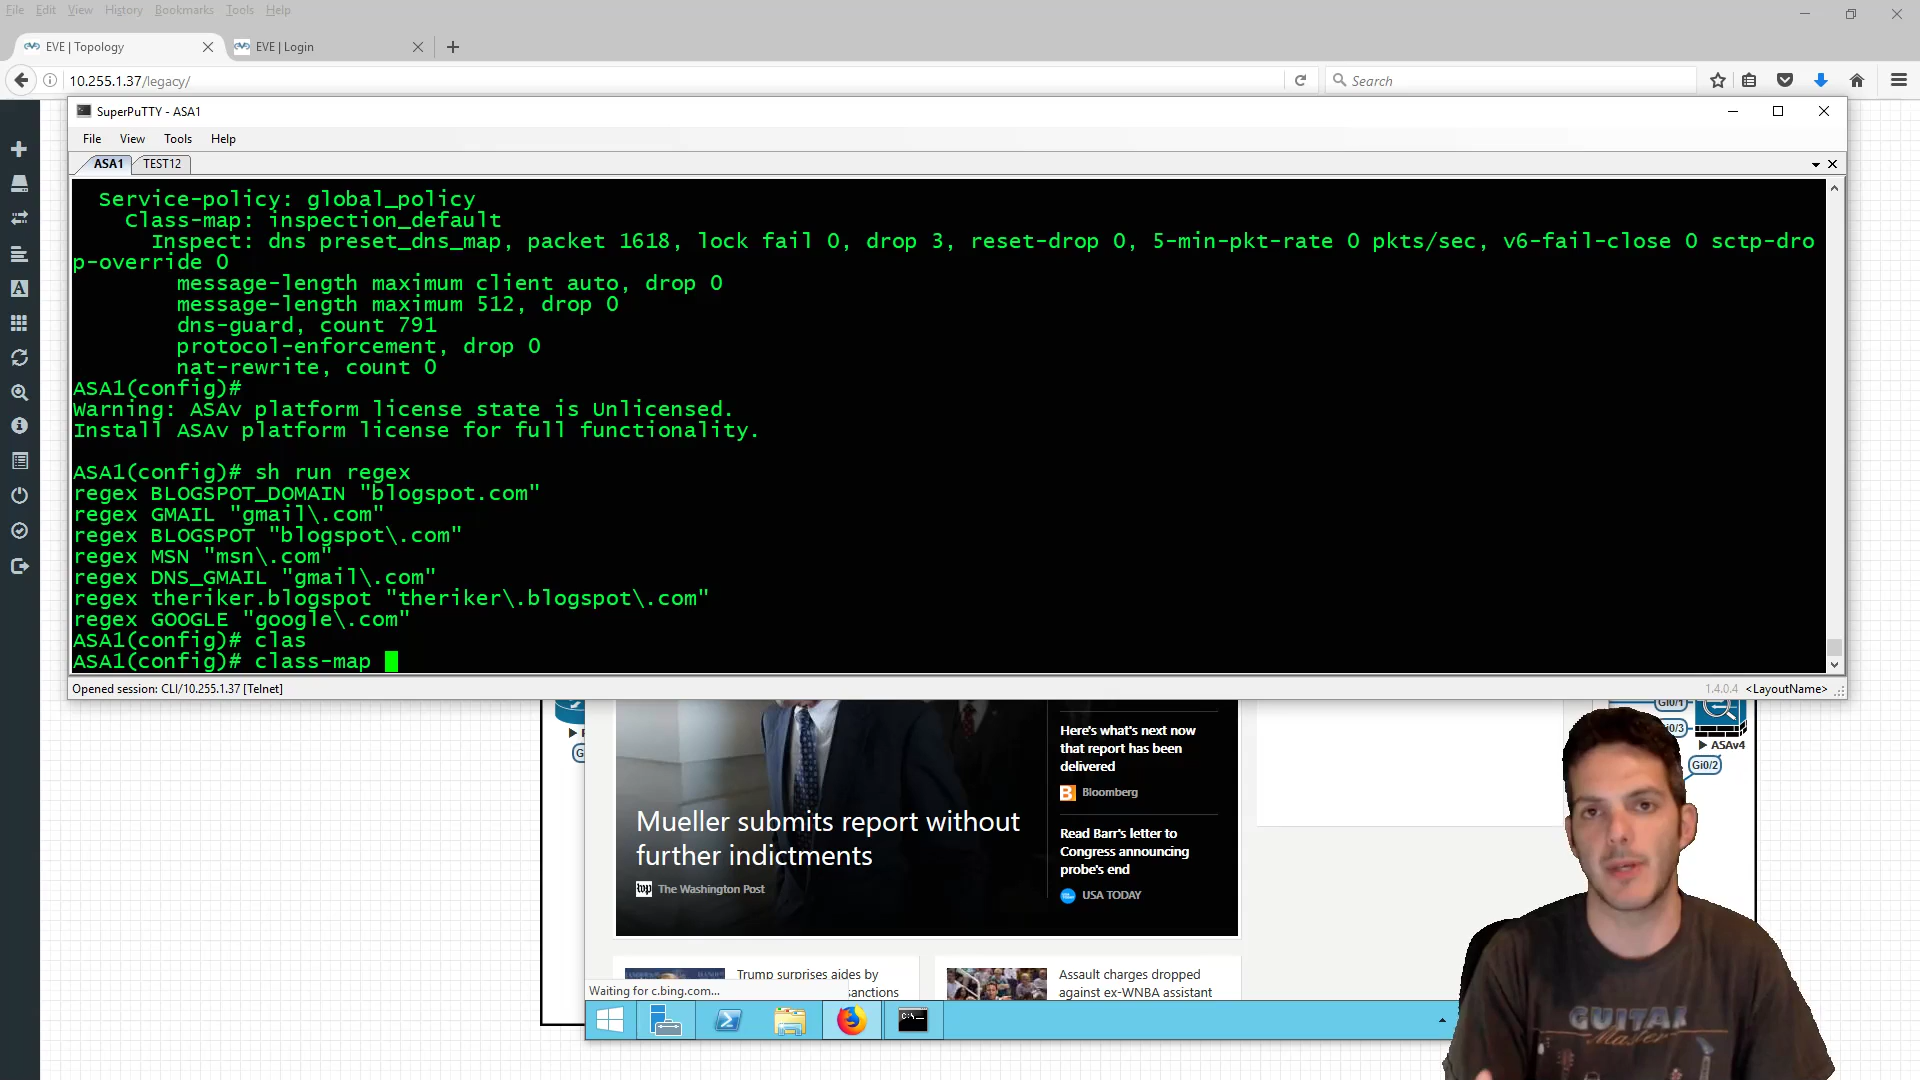 File Edit View History Bookmarks Tools Help
EVE | Topology
EVE | Login
10.255.1.37/legacy/
Search
SuperPuTTY - ASA1
File View Tools Help
ASA1 TEST12
Service-policy: global_policy
Class-map: inspection_default
Inspect: dns preset_dns_map, packet 1618, lock fail 0, drop 3, reset-drop 0, 5-min-pkt-rate 0 pkts/sec, v6-fail-close 0 sctp-dro
p-override 0
message-length maximum client auto, drop 0
message-length maximum 512, drop 0
dns-guard, count 791
protocol-enforcement, drop 0
nat-rewrite, count 0
ASA1(config)#
Warning: ASAv platform license state is Unlicensed.
Install ASAv platform license for full functionality.
ASA1(config)# sh run regex
regex BLOGSPOT_DOMAIN "blogspot.com"
regex GMAIL "gmail\.com"
regex BLOGSPOT "blogspot\.com"
regex MSN "msn\.com"
regex DNS_GMAIL "gmail\.com"
regex theriker.blogspot "theriker\.blogspot\.com"
regex GOOGLE "google\.com"
ASA1(config)# clas
ASA1(config)# class-map
Opened session: CLI/10.255.1.37 [Telnet]
1.4.0.4 <LayoutName>
Gi0/1
Gi0/3
ASAv4
Gi0/2
Here's what's next now
that report has been
delivered
Bloomberg
Mueller submits report without
further indictments
wp The Washington Post
Read Barr's letter to
Congress announcing
probe's end
USA TODAY
Trump surprises aides by
sanctions
Assault charges dropped
against ex-WNBA assistant
Waiting for c.bing.com...
GUITAR
Master